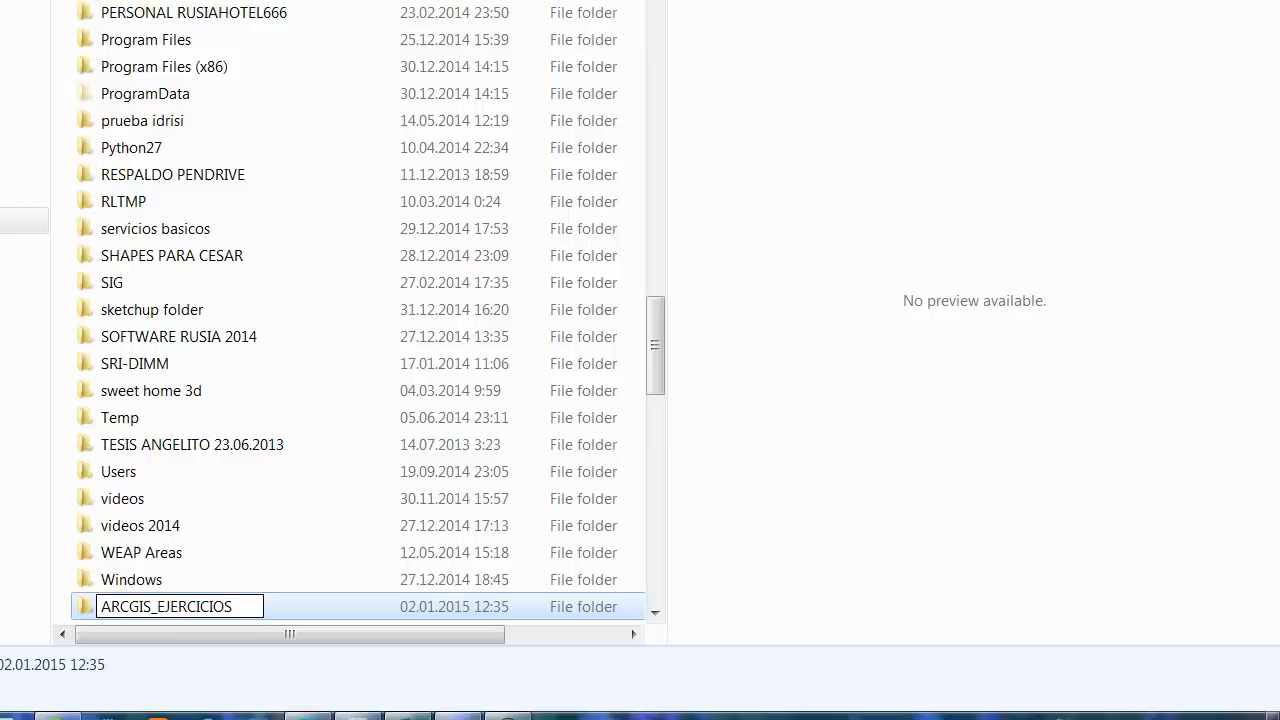 PERSONAL RUSIAHOTEL666 23.02.2014 23:50 File folder
Program Files 25.12.2014 15:39 File folder
Program Files (x86) 30.12.2014 14:15 File folder
ProgramData 30.12.2014 14:15 File folder
prueba idrisi 14.05.2014 12:19 File folder
Python27 10.04.2014 22:34 File folder
RESPALDO PENDRIVE 11.12.2013 18:59 File folder
RLTMP 10.03.2014 0:24 File folder
servicios basicos 29.12.2014 17:53 File folder
SHAPES PARA CESAR 28.12.2014 23:09 File folder
SIG 27.02.2014 17:35 File folder
sketchup folder 31.12.2014 16:20 File folder
SOFTWARE RUSIA 2014 27.12.2014 13:35 File folder
SRI-DIMM 17.01.2014 11:06 File folder
sweet home 3d 04.03.2014 9:59 File folder
Temp 05.06.2014 23:11 File folder
TESIS ANGELITO 23.06.2013 14.07.2013 3:23 File folder
Users 19.09.2014 23:05 File folder
videos 30.11.2014 15:57 File folder
videos 2014 27.12.2014 17:13 File folder
WEAP Areas 12.05.2014 15:18 File folder
Windows 27.12.2014 18:45 File folder
ARCGIS_EJERCICIOS 02.01.2015 12:35 File folder
No preview available.
02.01.2015 12:35